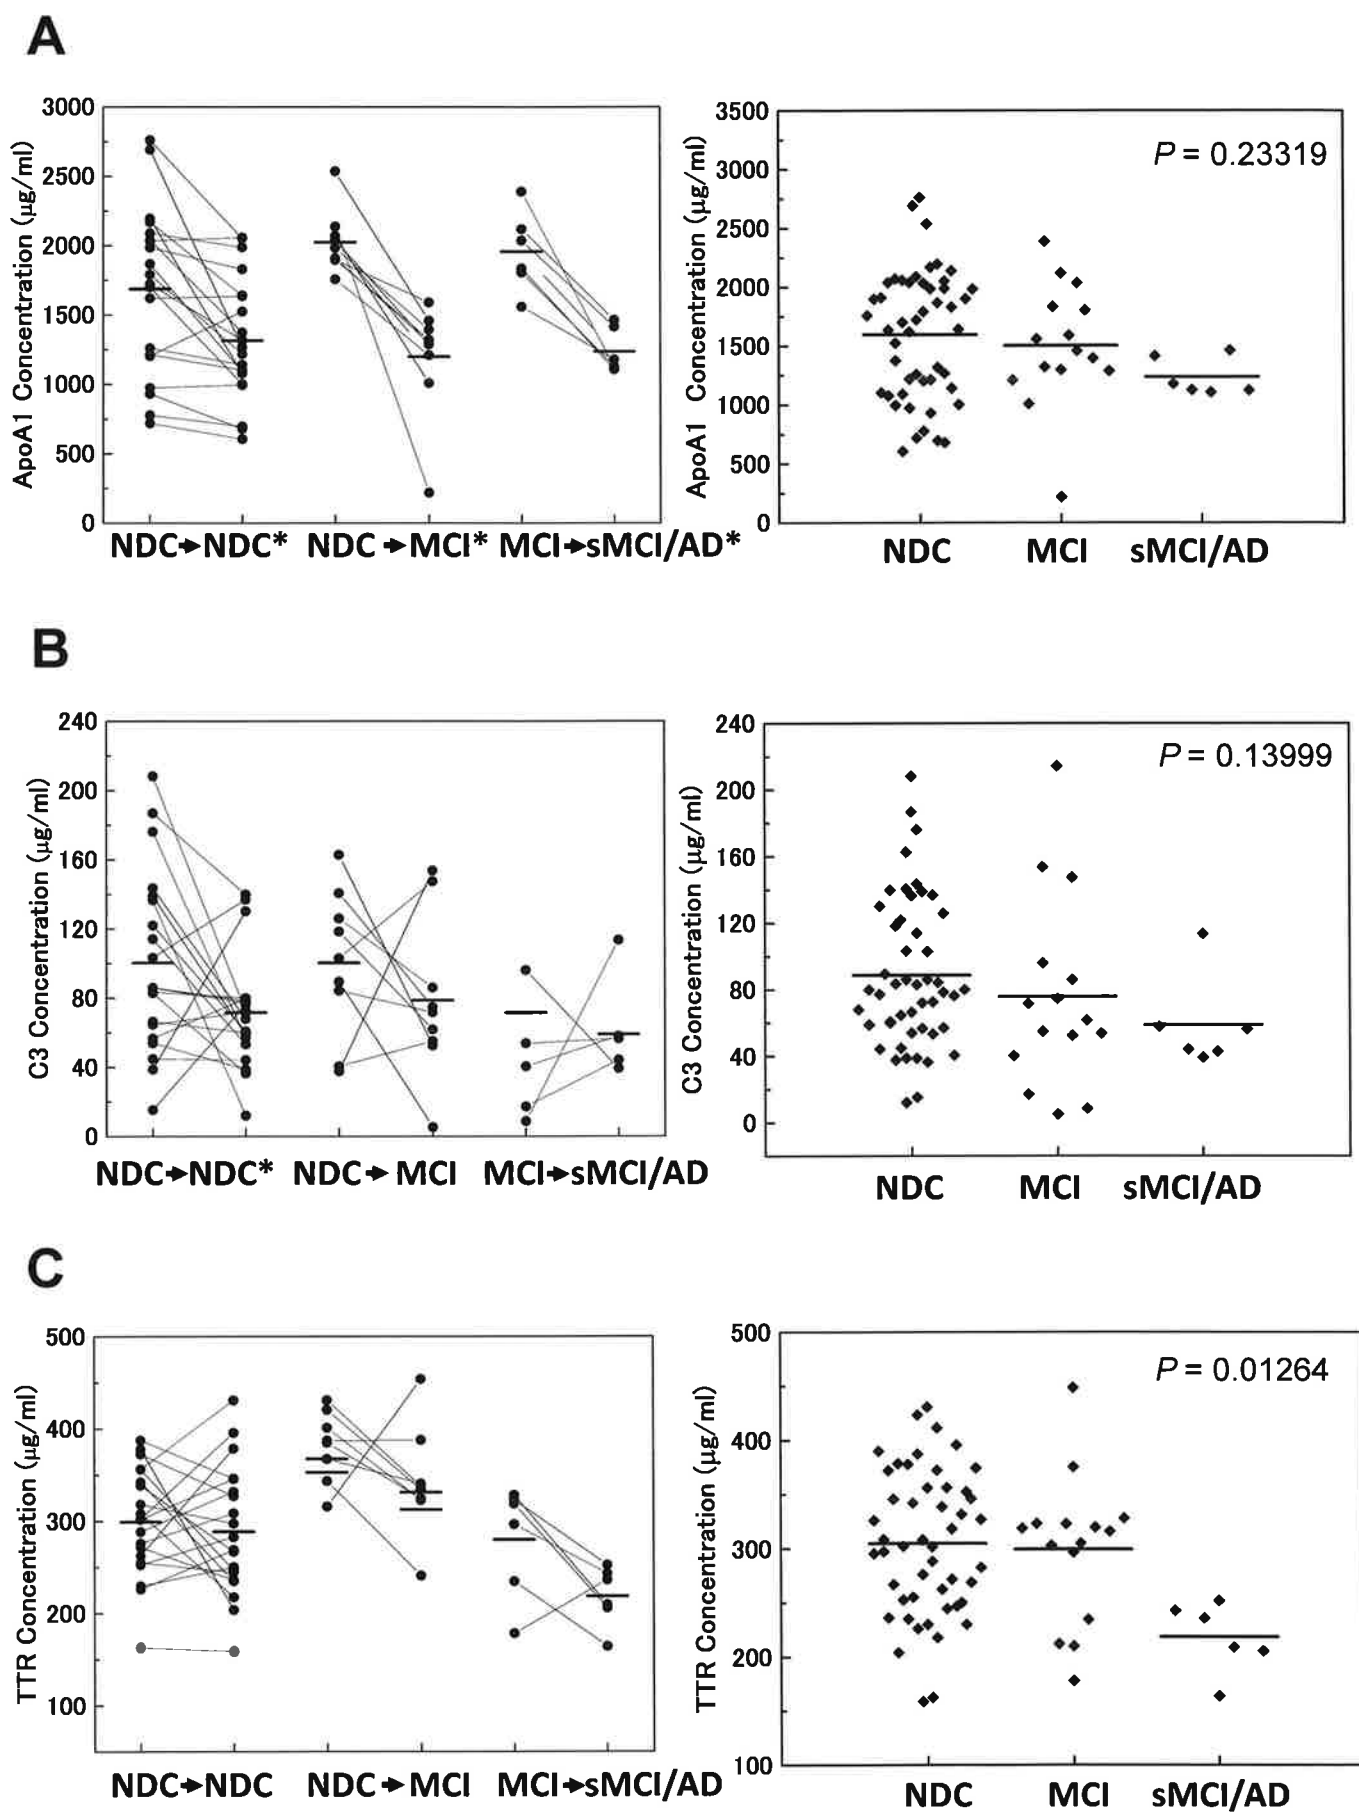 A
ApoA1 Concentration (μg/ml)
3000
2500
2000
1500
1000
500
0
NDC→NDC* NDC→MCI* MCI→sMCI/AD*
ApoA1 Concentration (μg/ml)
3500
3000
2500
2000
1500
1000
500
0
P = 0.23319
NDC MCI sMCI/AD
B
C3 Concentration (μg/ml)
240
200
160
120
80
40
0
NDC→NDC* NDC→MCI MCI→sMCI/AD
C3 Concentration (μg/ml)
240
200
160
120
80
40
0
P = 0.13999
NDC MCI sMCI/AD
C
TTR Concentration (μg/ml)
500
400
300
200
100
NDC→NDC NDC→MCI MCI→sMCI/AD
TTR Concentration (μg/ml)
500
400
300
200
100
P = 0.01264
NDC MCI sMCI/AD